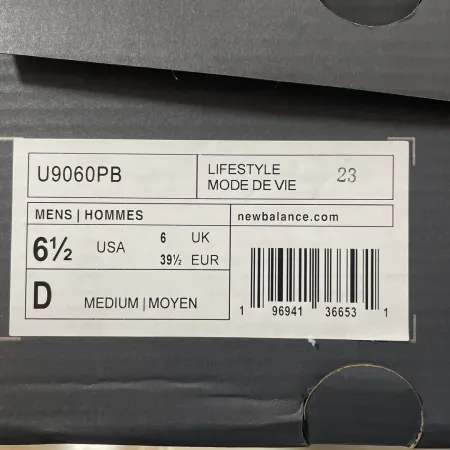 U9060PB
LIFESTYLE 23
MODE DE VIE
MENS | HOMMES
newbalance.com
6½ USA
6 UK
39½ EUR
D MEDIUM | MOYEN
1 96941 36653 1